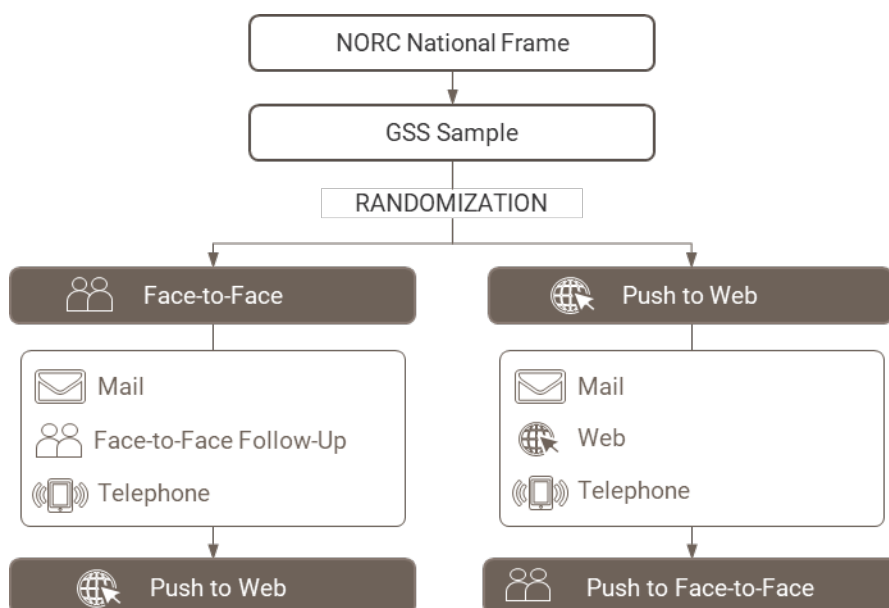 NORC National Frame
GSS Sample
RANDOMIZATION
Face-to-Face
Mail
Face-to-Face Follow-Up
Telephone
Push to Web
Push to Web
Mail
Web
Telephone
Push to Face-to-Face